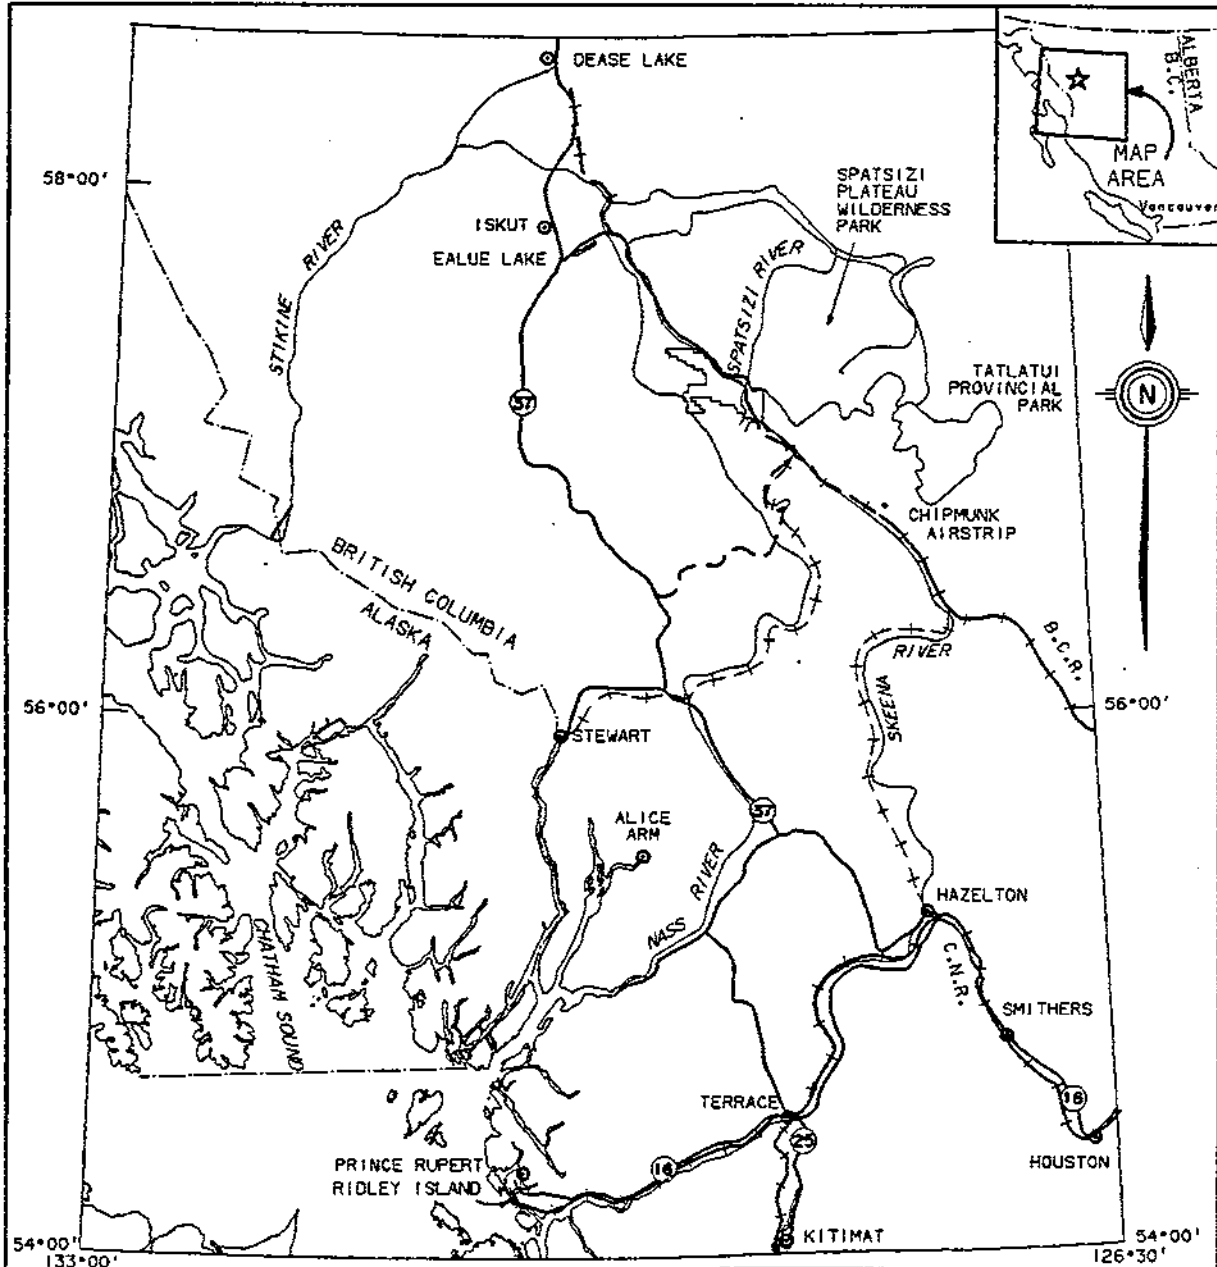 DEASE LAKE
ALBERTA
B.C.
MAP
AREA
Vancouver
58°00'
SPATSIZI
PLATEAU
WILDERNESS
PARK
ISKUT
EALUE LAKE
STIKINE RIVER
SPATSIZI RIVER
TATLATUI
PROVINCIAL
PARK
N
37
CHIPMUNK
AIRSTRIP
BRITISH COLUMBIA
ALASKA
RIVER
SKEENA
B.C.R.
56°00'
56°00'
STEWART
37
ALICE
ARM
NASS RIVER
HAZELTON
CHATHAM SOUND
C.N.R.
SMITHERS
TERRACE
16
25
PRINCE RUPERT
RIDLEY ISLAND
16
HOUSTON
KITIMAT
54°00'
133°00'
54°00'
126°30'